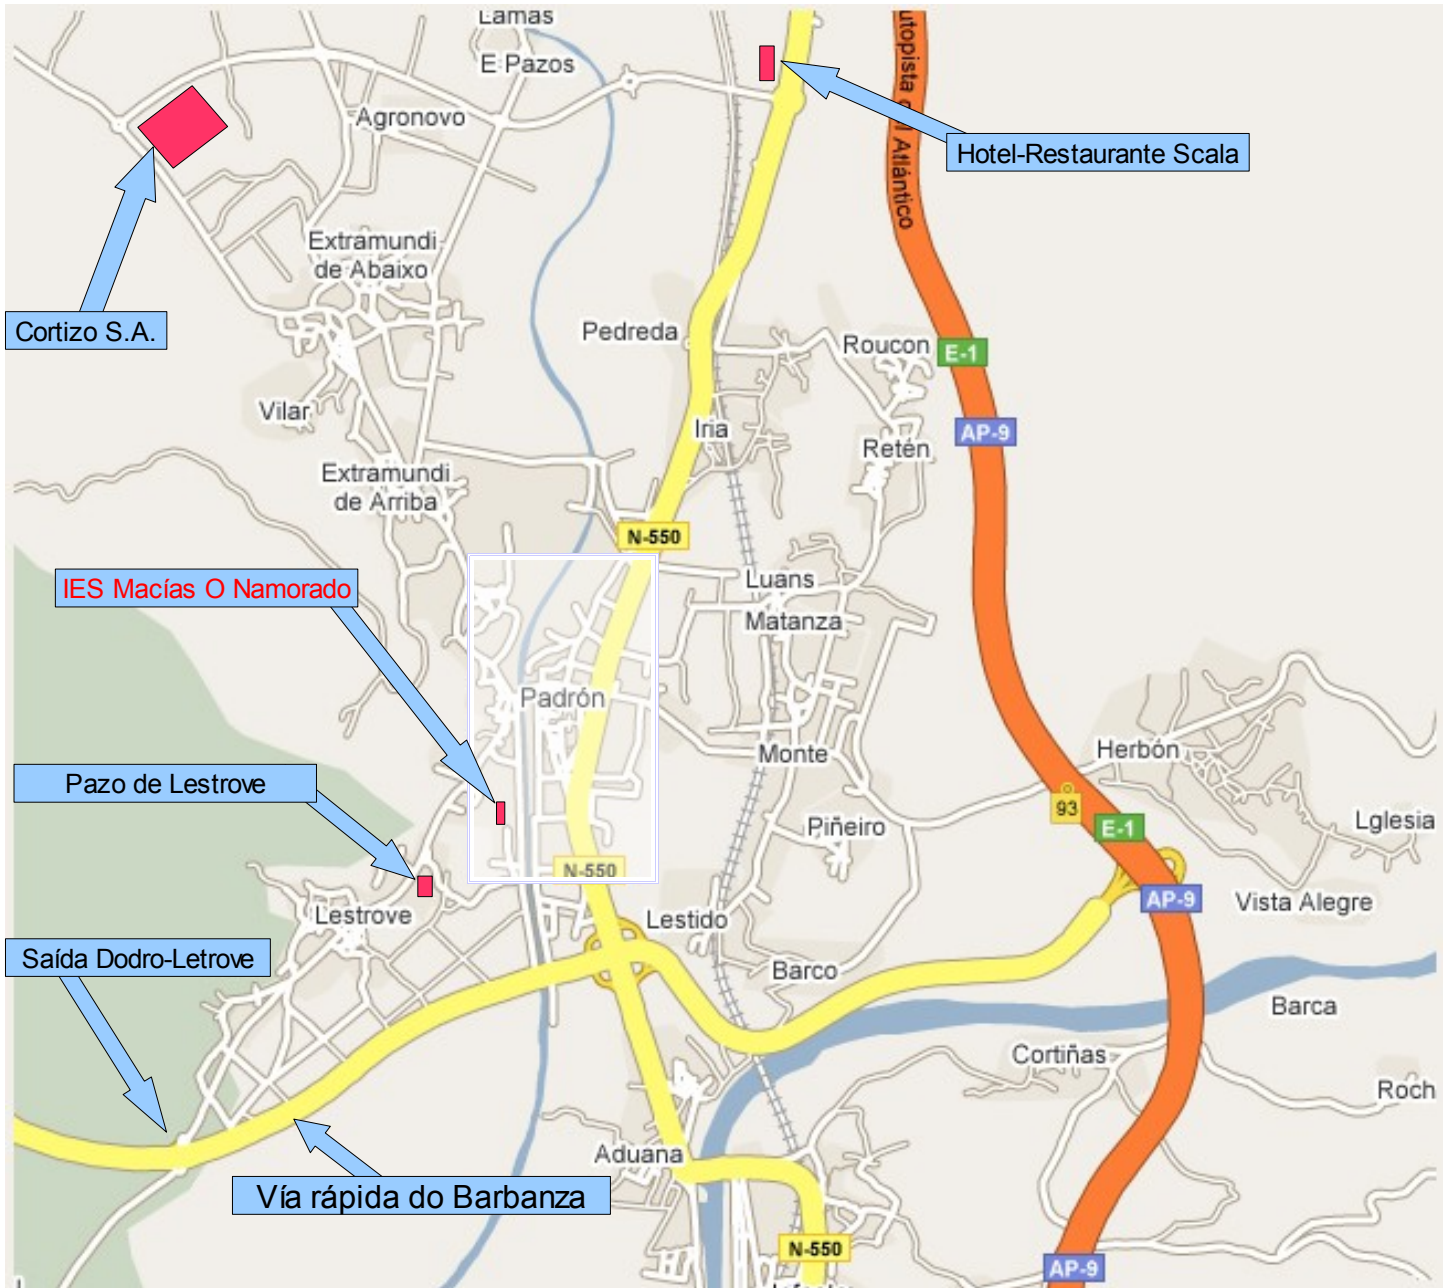 Lamas
E Pazos
utopista del Atlántico
Agronovo
Hotel-Restaurante Scala
Extramundi
de Abaixo
Cortizo S.A.
Pedreda
Roucon
E-1
Vilar
Iria
AP-9
Retén
Extramundi
de Arriba
N-550
IES Macías O Namorado
Luans
Matanza
Padrón
Monte
Herbón
Pazo de Lestrove
93
E-1
Piñeiro
Lglesia
N-550
AP-9
Vista Alegre
Lestrove
Lestido
Saída Dodro-Letrove
Barco
Barca
Cortiñas
Roch
Aduana
Vía rápida do Barbanza
N-550
AP-9